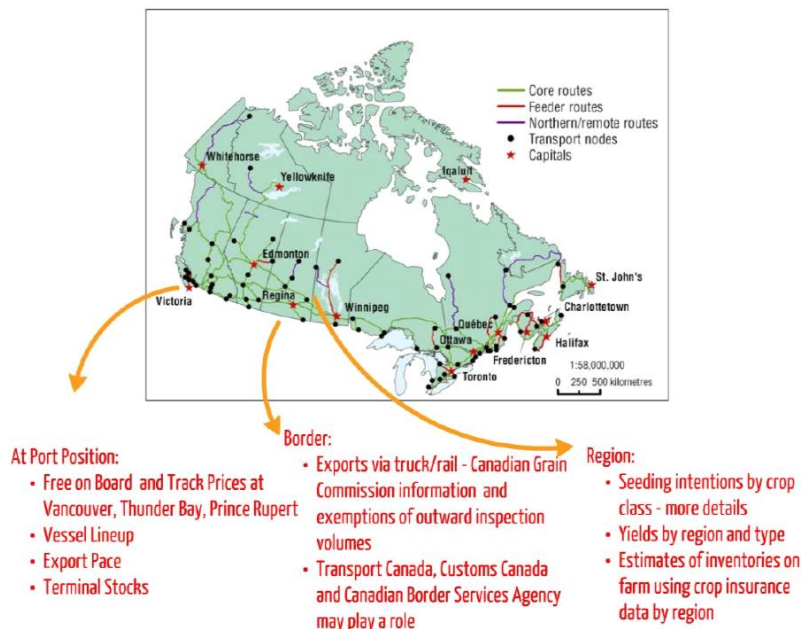 Core routes
Feeder routes
Northern/remote routes
Transport nodes
Capitals
Whitehorse
Yellowknife
Iqaluit
Edmonton
St. John's
Victoria
Regina
Winnipeg
Québec
Charlottetown
Ottawa
Halifax
Fredericton
Toronto
1:58,000.000
0 250 500 kilometres
At Port Position:
• Free on Board and Track Prices at
Vancouver, Thunder Bay, Prince Rupert
• Vessel Lineup
• Export Pace
• Terminal Stocks
Border:
• Exports via truck/rail - Canadian Grain
Commission information and
exemptions of outward inspection
volumes
• Transport Canada, Customs Canada
and Canadian Border Services Agency
may play a role
Region:
• Seeding intentions by crop
class - more details
• Yields by region and type
• Estimates of inventories on
farm using crop insurance
data by region